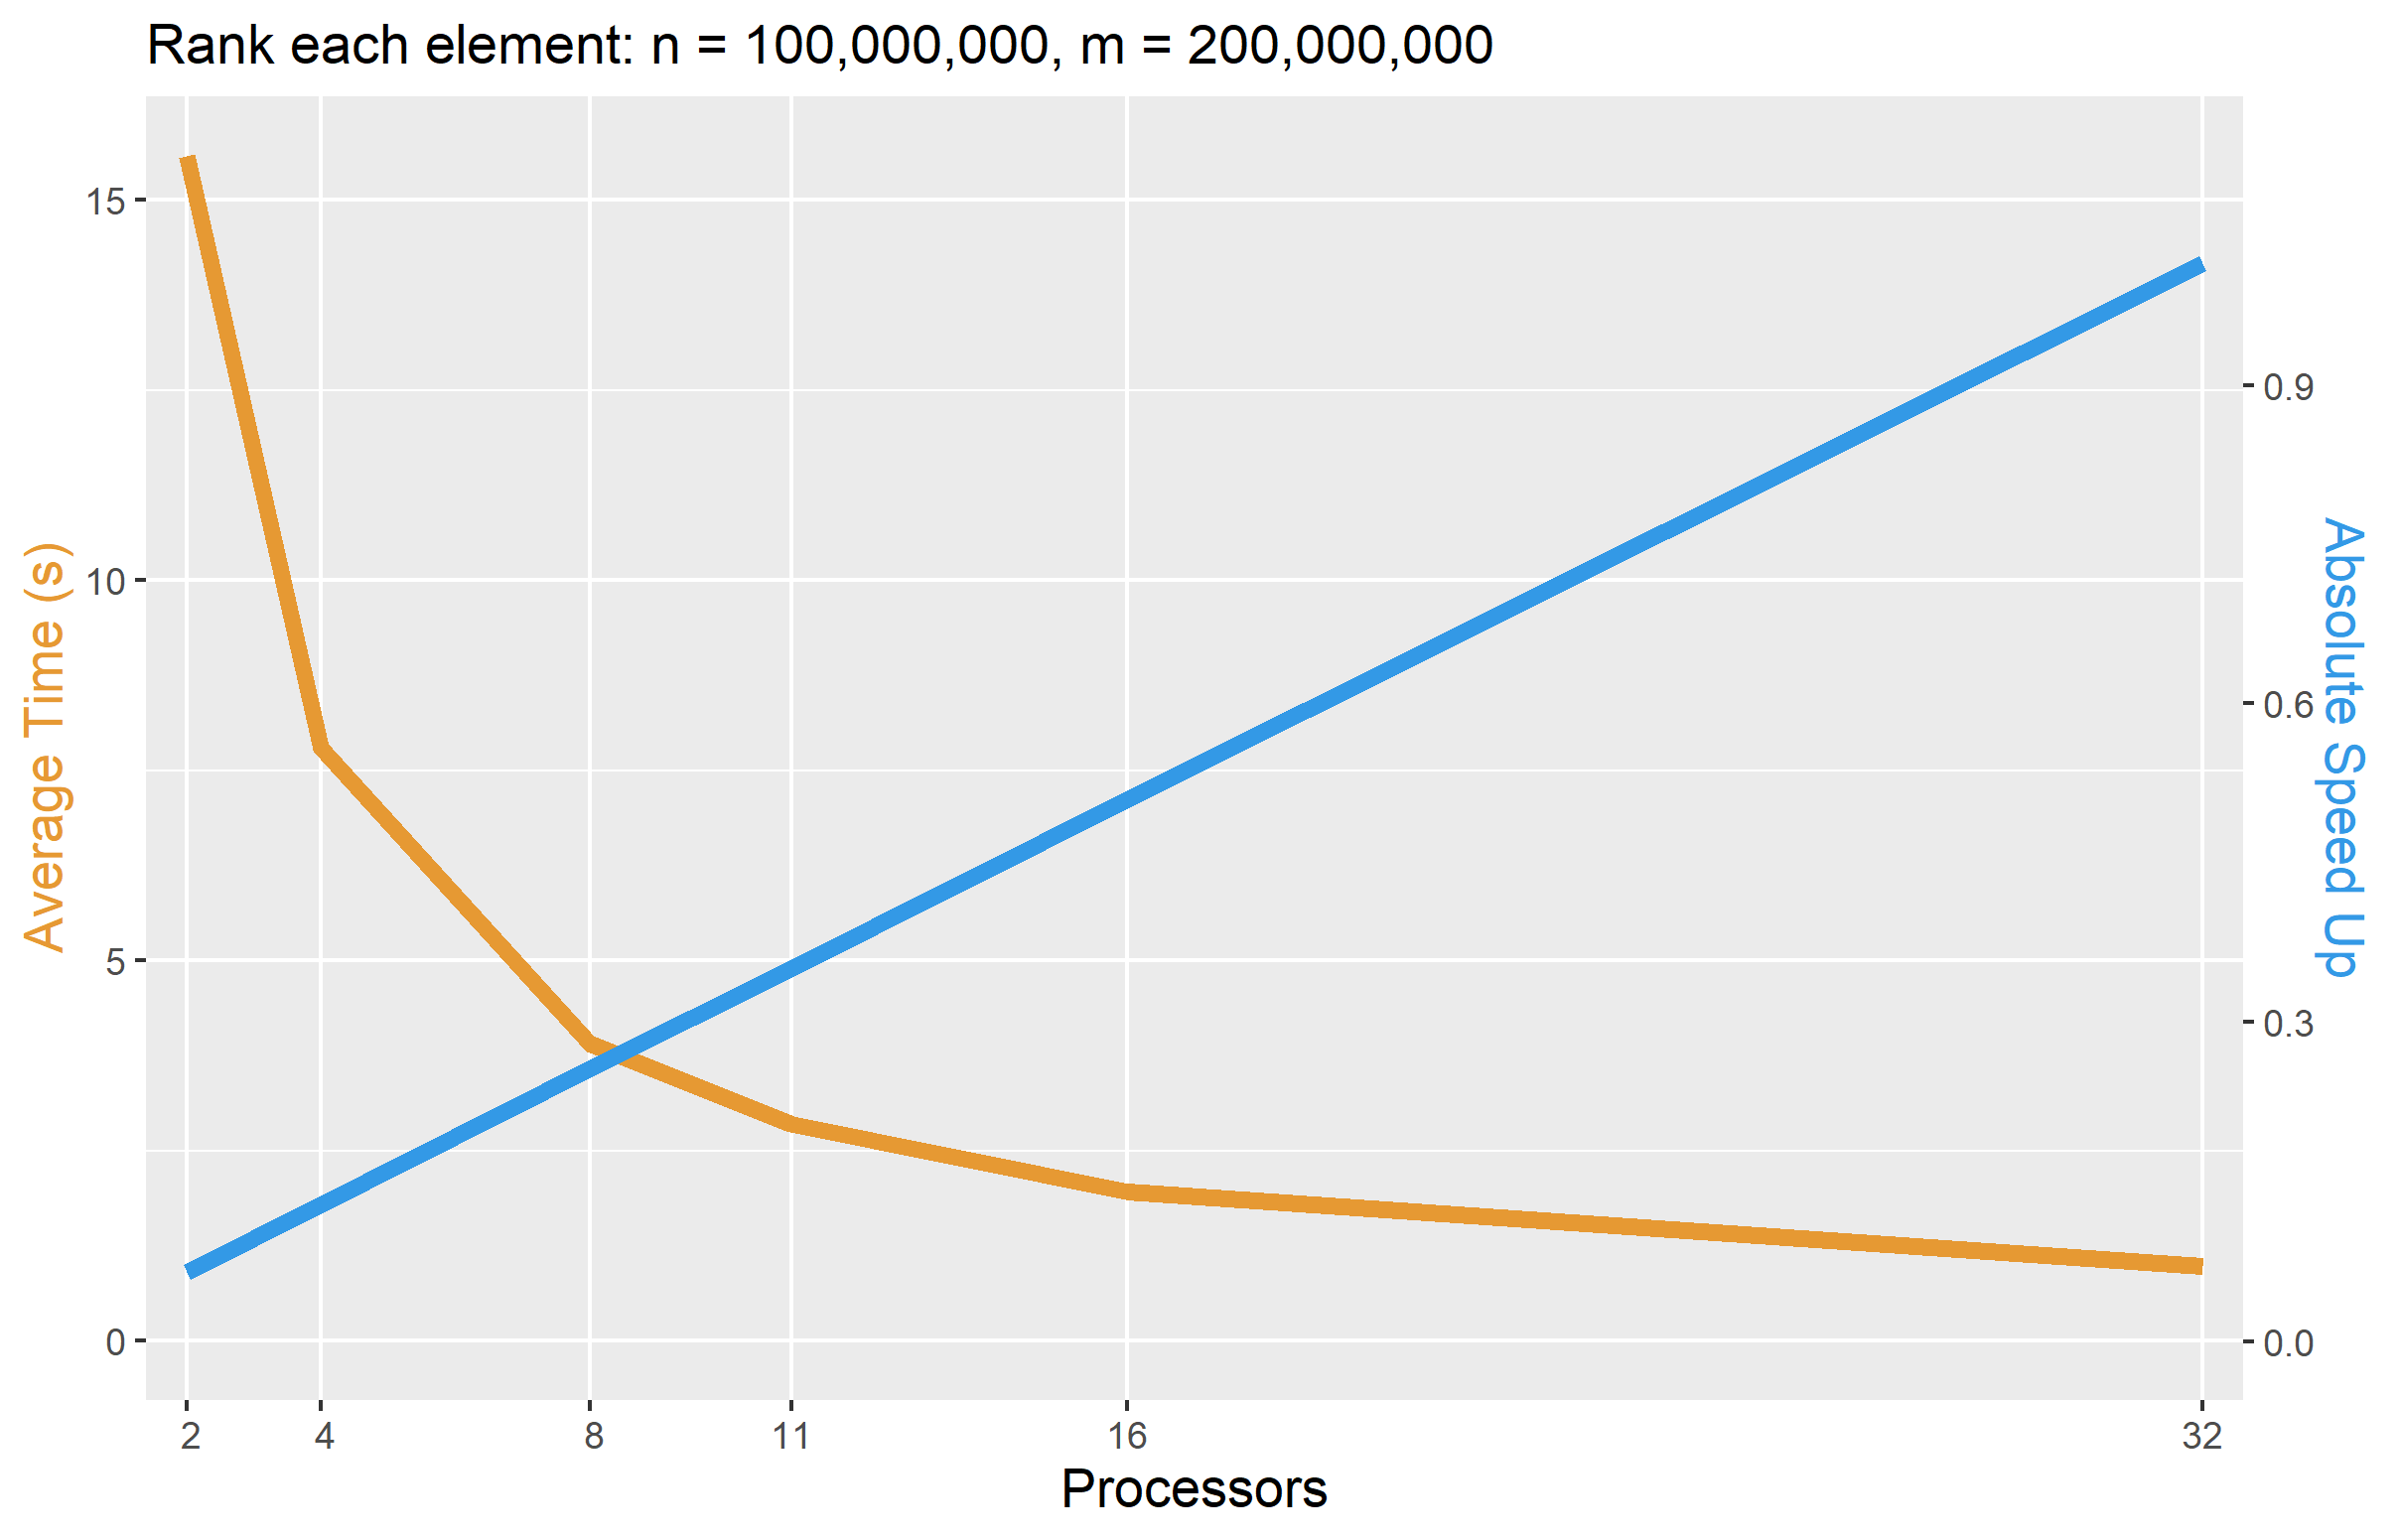 Rank each element: n = 100,000,000, m = 200,000,000
Average Time (s)
15
10
5
0
0.9
0.6
0.3
0.0
Absolute Speed Up
2 4 8 11 16 32
Processors